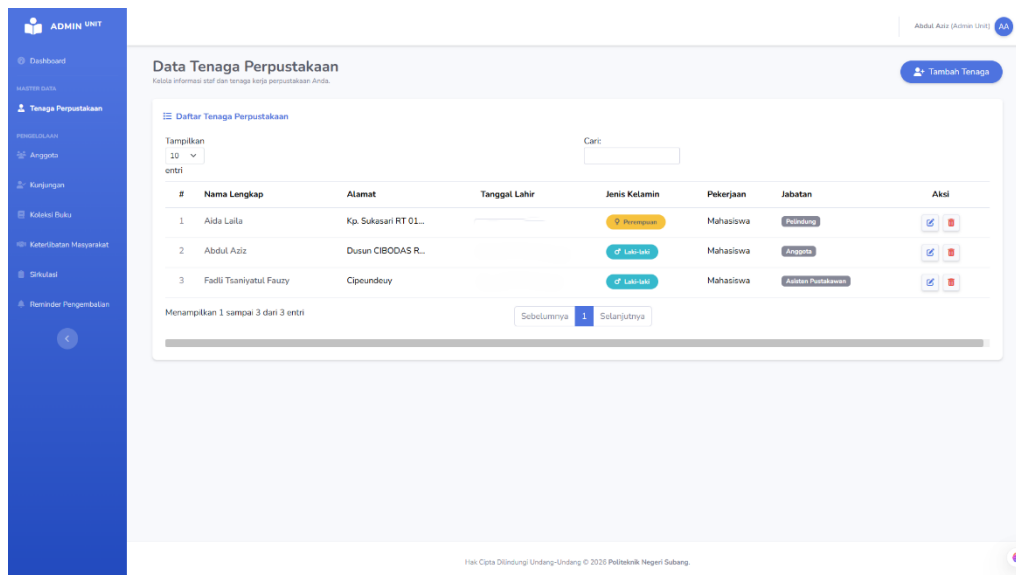 ADMIN UNIT
Abdul Aziz (Admin Unit) AA
Dashboard
MASTER DATA
Tenaga Perpustakaan
PENGELOLAAN
Anggota
Kunjungan
Koleksi Buku
Keterlibatan Masyarakat
Sirkulasi
Reminder Pengembalian
Data Tenaga Perpustakaan
Kelola informasi staf dan tenaga kerja perpustakaan Anda.
Tambah Tenaga
Daftar Tenaga Perpustakaan
Tampilkan
10
entri
Cari:
# Nama Lengkap Alamat Tanggal Lahir Jenis Kelamin Pekerjaan Jabatan Aksi
1 Aida Laila Kp. Sukasari RT 01... Perempuan Mahasiswa Pelindung
2 Abdul Aziz Dusun CIBODAS R... Laki-laki Mahasiswa Anggota
3 Fadli Tsaniyatul Fauzy Cipeundeuy Laki-laki Mahasiswa Asisten Pustakawan
Menampilkan 1 sampai 3 dari 3 entri
Sebelumnya 1 Selanjutnya
Hak Cipta Dilindungi Undang-Undang © 2026 Politeknik Negeri Subang.